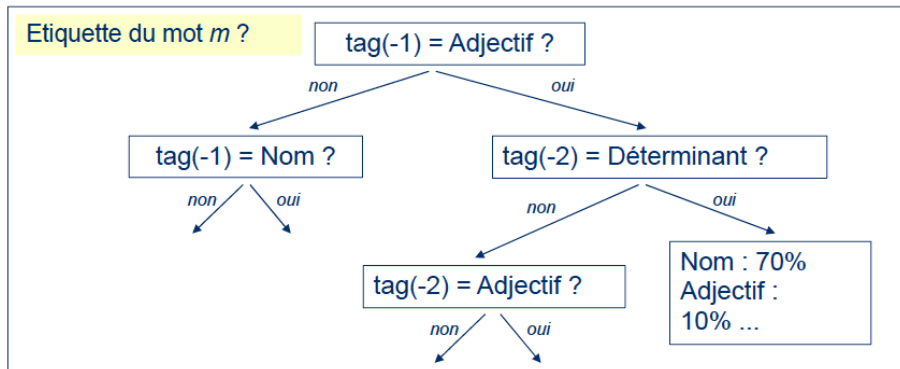 Etiquette du mot m ?
tag(-1) = Adjectif ?
non
oui
tag(-1) = Nom ?
tag(-2) = Déterminant ?
non
oui
non
oui
tag(-2) = Adjectif ?
Nom : 70%
Adjectif :
10% ...
non
oui